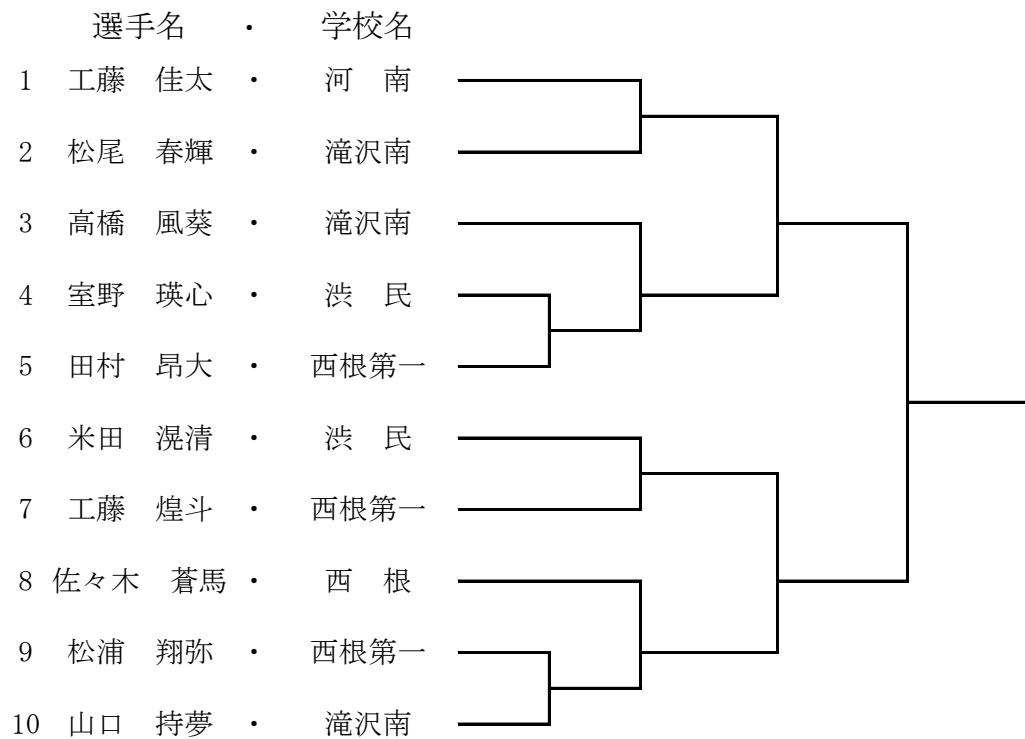 選手名 ・ 学校名
1 工藤 佳太 ・ 河 南
2 松尾 春輝 ・ 滝沢南
3 高橋 風葵 ・ 滝沢南
4 室野 瑛心 ・ 渋 民
5 田村 昂大 ・ 西根第一
6 米田 滉清 ・ 渋 民
7 工藤 煌斗 ・ 西根第一
8 佐々木 蒼馬 ・ 西 根
9 松浦 翔弥 ・ 西根第一
10 山口 持夢 ・ 滝沢南